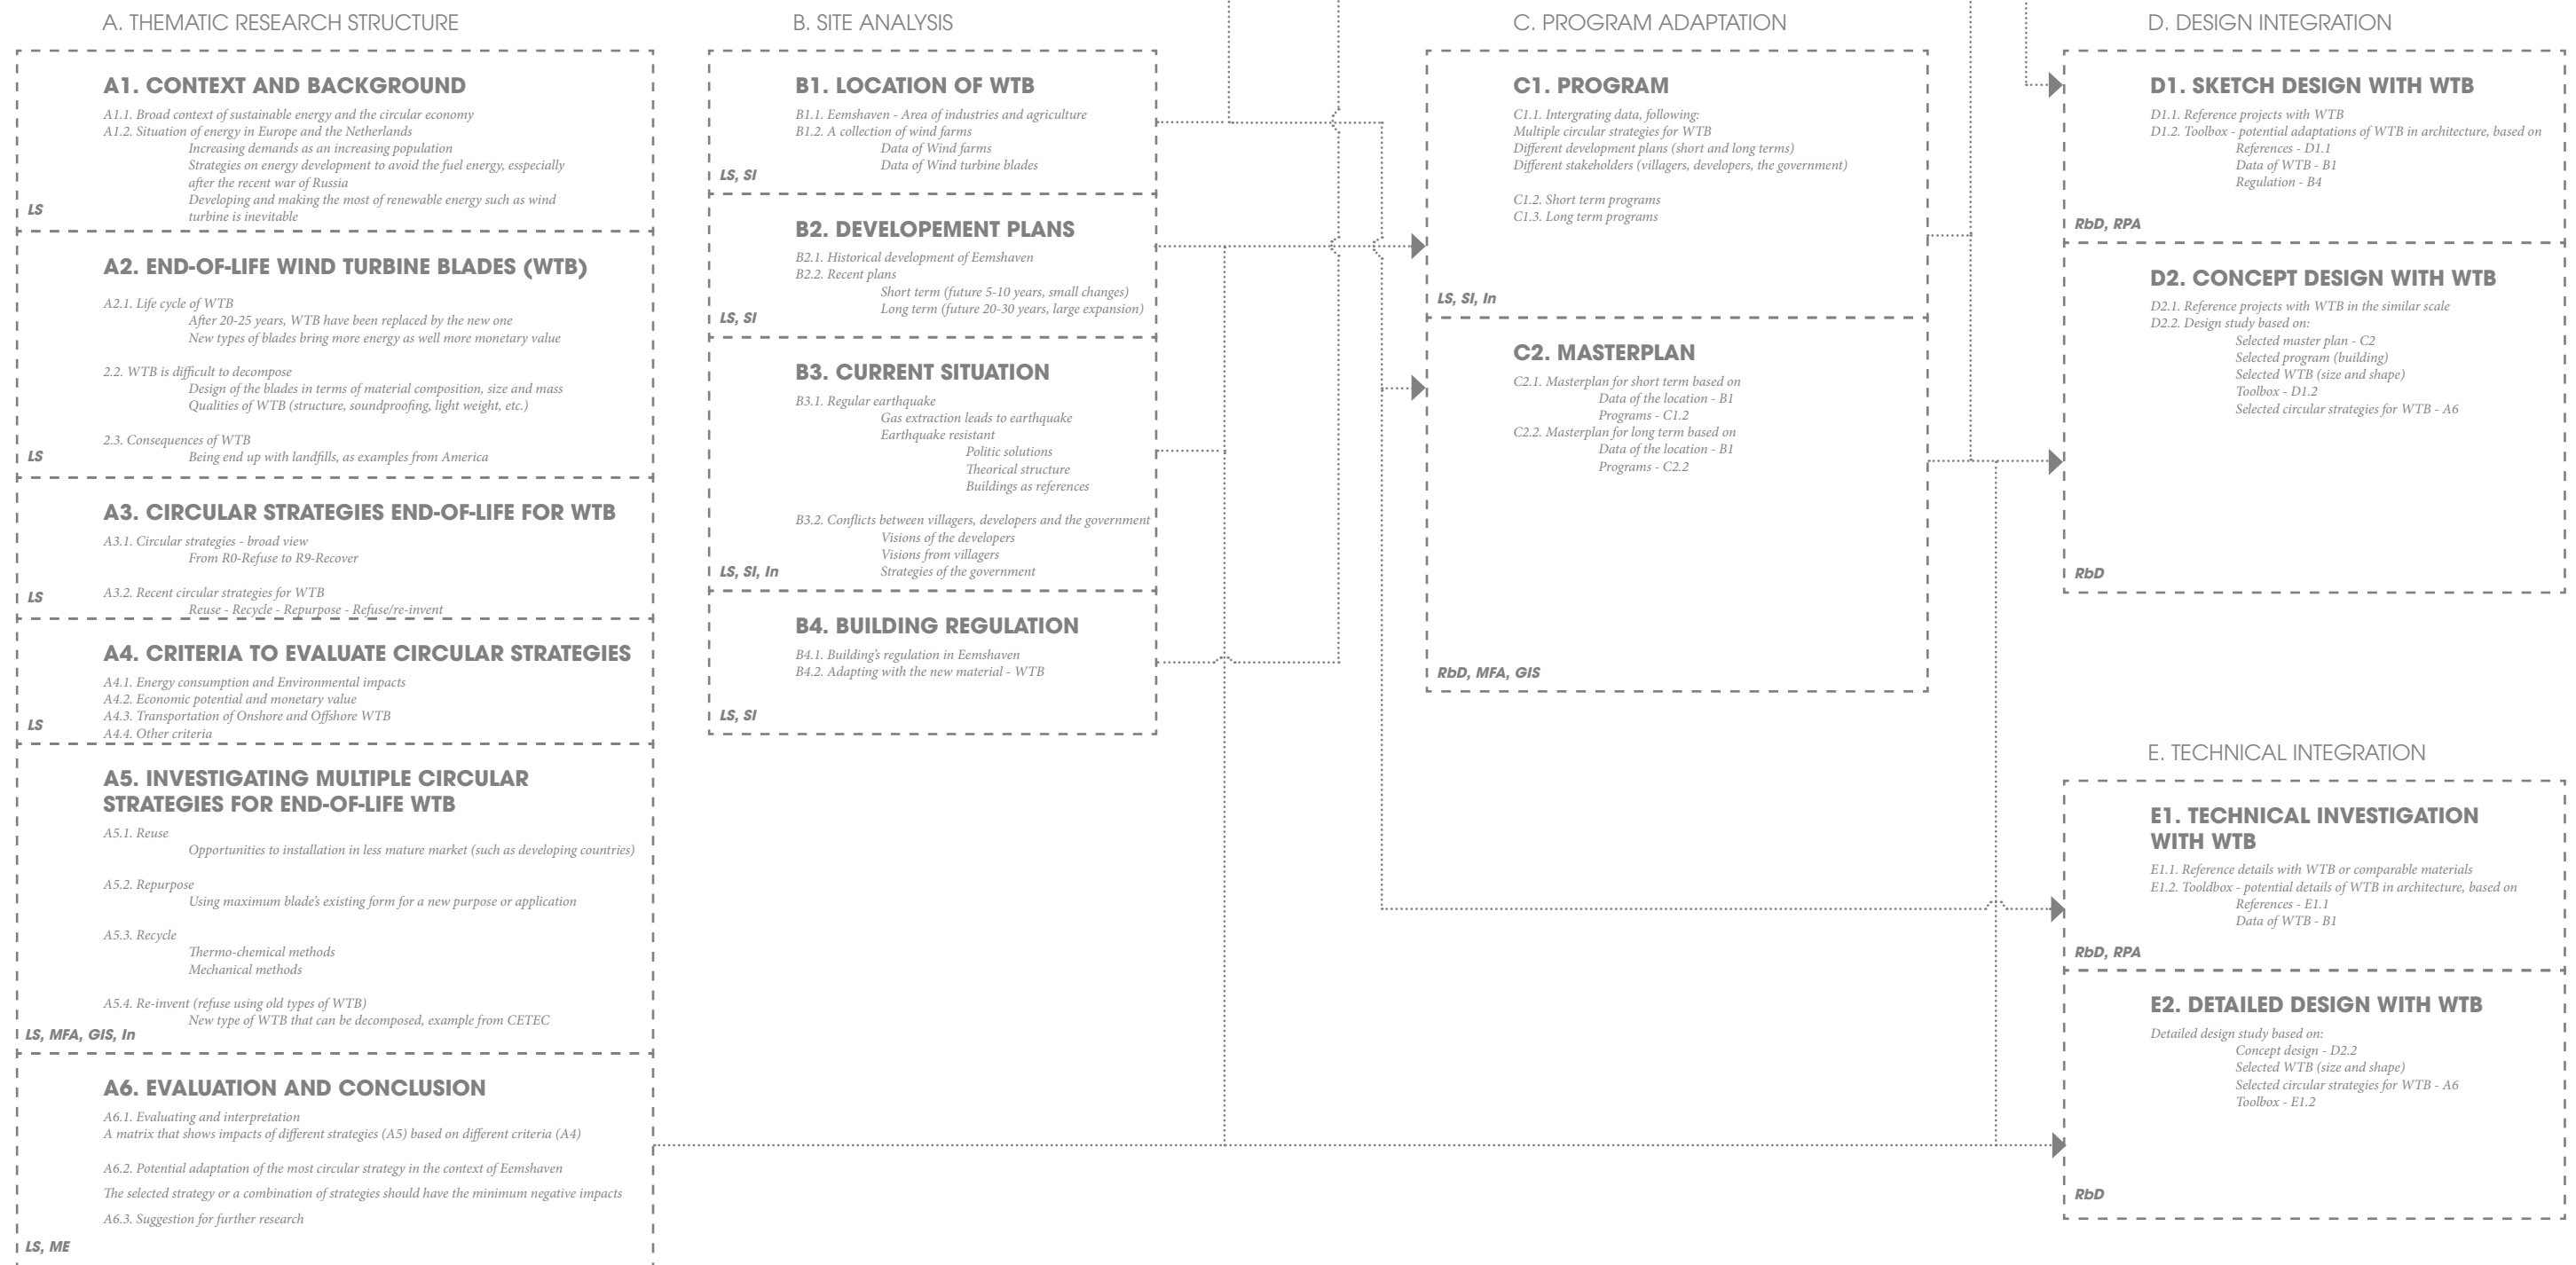 A. THEMATIC RESEARCH STRUCTURE
A1. CONTEXT AND BACKGROUND
A1.1. Broad context of sustainable energy and the circular economy
A1.2. Situation of energy in Europe and the Netherlands
Increasing demands as an increasing population
Strategies on energy development to avoid the fuel energy, esspecially
after the recent war of Russia
Developing and making the most of renewable energy such as wind
turbine is inevitable
LS
A2. END-OF-LIFE WIND TURBINE BLADES (WTB)
A2.1. Life cycle of WTB
After 20-25 years, WTB have been replaced by the new one
New types of blades bring more energy as well more monetary value
2.2. WTB is difficult to decompose
Design of the blades in terms of material composition, size and mass
Qualities of WTB (structure, soundproofing, light weight, etc.)
2.3. Consequences of WTB
Being end up with landfills, as examples from America
LS
A3. CIRCULAR STRATEGIES END-OF-LIFE FOR WTB
A3.1. Circular strategies - broad view
From R0-Refuse to R9-Recover
A3.2. Recent circular strategies for WTB
Reuse - Recycle - Repurpose - Refuse/re-invent
LS
A4. CRITERIA TO EVALUATE CIRCULAR STRATEGIES
A4.1. Energy consumption and Environmental impacts
A4.2. Economic potential and monetary value
A4.3. Transportation of Onshore and Offshore WTB
A4.4. Other criteria
LS
A5. INVESTIGATING MULTIPLE CIRCULAR
STRATEGIES FOR END-OF-LIFE WTB
A5.1. Reuse
Opportunities to installation in less mature market (such as developing countries)
A5.2. Repurpose
Using maximum blade's existing form for a new purpose or application
A5.3. Recycle
Thermo-chemical methods
Mechanical methods
A5.4. Re-invent (refuse using old types of WTB)
New type of WTB that can be decomposed, example from CETEC
LS, MFA, GIS, In
A6. EVALUATION AND CONCLUSION
A6.1. Evaluating and interpretation
A matrix that shows impacts of different strategies (A5) based on different criteria (A4)
A6.2. Potential adaptation of the most circular strategy in the context of Eemshaven
The selected strategy or a combination of strategies should have the minimum negative impacts
A6.3. Suggestion for further research
LS, ME
B. SITE ANALYSIS
B1. LOCATION OF WTB
B1.1. Eemshaven - Area of industries and agriculture
B1.2. A collection of wind farms
Data of Wind farms
Data of Wind turbine blades
LS, SI
B2. DEVELOPEMENT PLANS
B2.1. Historical development of Eemshaven
B2.2. Recent plans
Short term (future 5-10 years, small changes)
Long term (future 20-30 years, large expansion)
LS, SI
B3. CURRENT SITUATION
B3.1. Regular earthquake
Gas extraction leads to earthquake
Earthquake resistant
Politic solutions
Theorical structure
Buildings as references
B3.2. Conflicts between villagers, developers and the government
Visions of the developers
Visions from villagers
Strategies of the government
LS, SI, In
B4. BUILDING REGULATION
B4.1. Building's regulation in Eemshaven
B4.2. Adapting with the new material - WTB
LS, SI
C. PROGRAM ADAPTATION
C1. PROGRAM
C1.1. Intergrating data, following:
Multiple circular strategies for WTB
Different development plans (short and long terms)
Different stakeholders (villagers, developers, the government)
C1.2. Short term programs
C1.3. Long term programs
LS, SI, In
C2. MASTERPLAN
C2.1. Masterplan for short term based on
Data of the location - B1
Programs - C1.2
C2.2. Masterplan for long term based on
Data of the location - B1
Programs - C2.2
RbD, MFA, GIS
D. DESIGN INTEGRATION
D1. SKETCH DESIGN WITH WTB
D1.1. Reference projects with WTB
D1.2. Toolbox - potential adaptations of WTB in architecture, based on
References - D1.1
Data of WTB - B1
Regulation - B4
RbD, RPA
D2. CONCEPT DESIGN WITH WTB
D2.1. Reference projects with WTB in the similar scale
D2.2. Design study based on:
Selected master plan - C2
Selected program (building)
Selected WTB (size and shape)
Toolbox - D1.2
Selected circular strategies for WTB - A6
RbD
E. TECHNICAL INTEGRATION
E1. TECHNICAL INVESTIGATION
WITH WTB
E1.1. Reference details with WTB or comparable materials
E1.2. Tooldbox - potential details of WTB in architecture, based on
References - E1.1
Data of WTB - B1
RbD, RPA
E2. DETAILED DESIGN WITH WTB
Detailed design study based on:
Concept design - D2.2
Selected WTB (size and shape)
Selected circular strategies for WTB - A6
Toolbox - E1.2
RbD